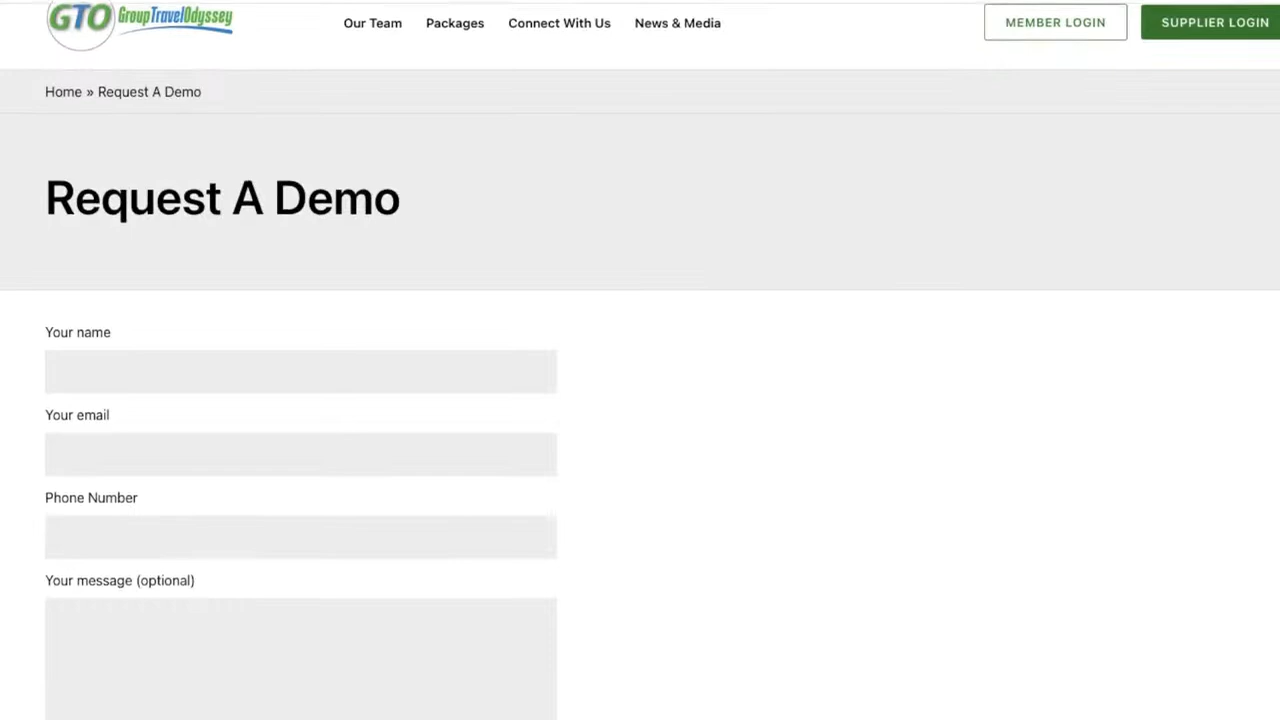 GTO GroupTravelOdyssey
Our Team Packages Connect With Us News & Media
MEMBER LOGIN SUPPLIER LOGIN
Home » Request A Demo
Request A Demo
Your name
Your email
Phone Number
Your message (optional)